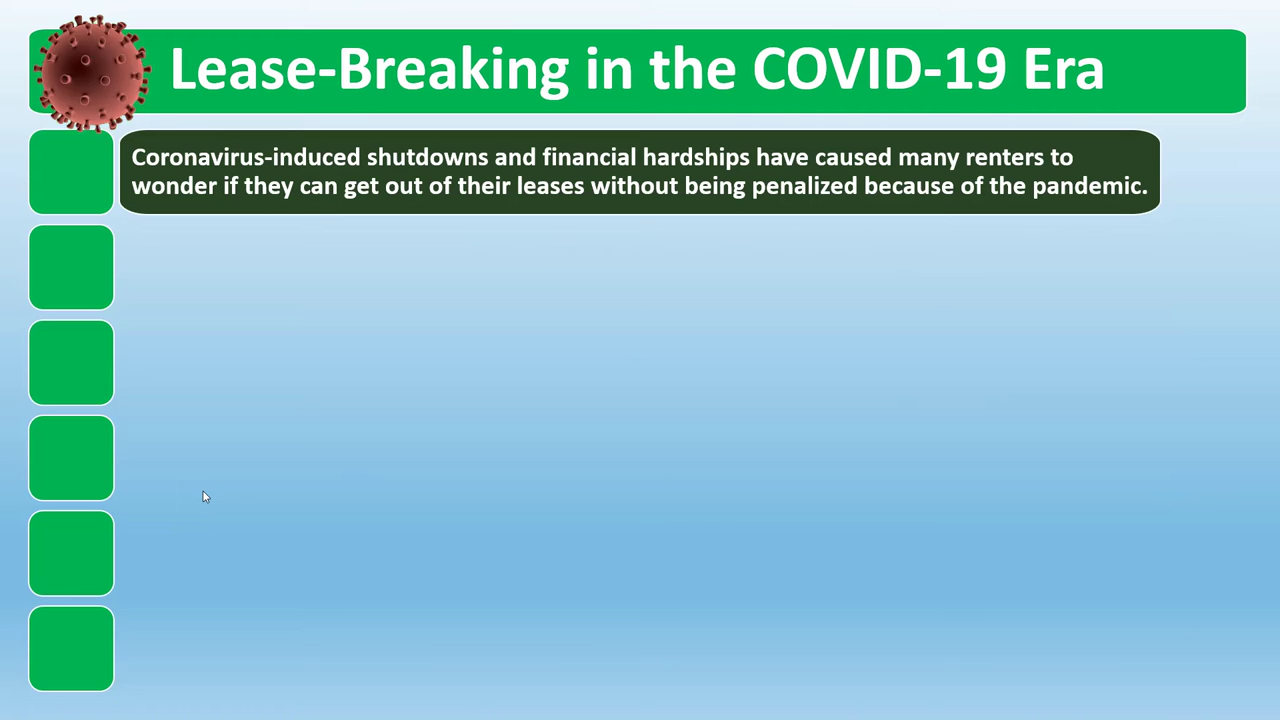 Lease-Breaking in the COVID-19 Era
Coronavirus-induced shutdowns and financial hardships have caused many renters to
wonder if they can get out of their leases without being penalized because of the pandemic.